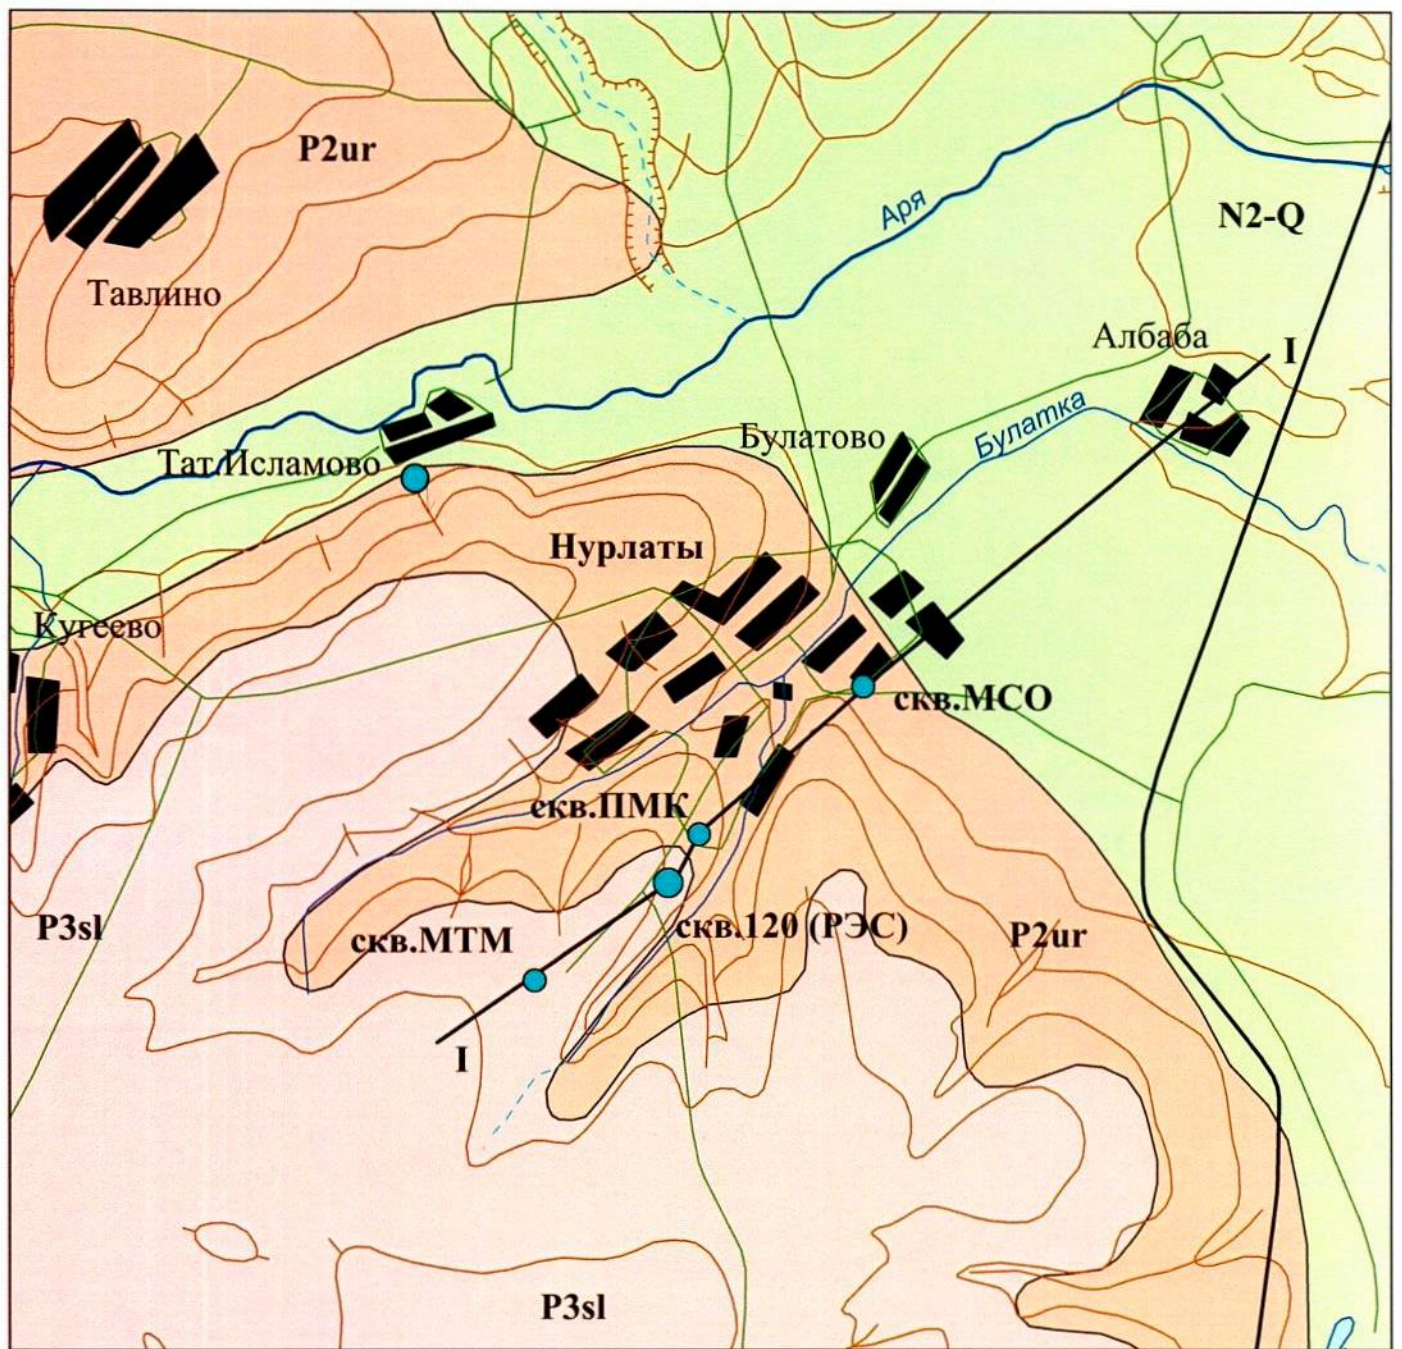 P2ur
Аря
N2-Q
Тавлино
Албаба
I
Булатка
Булатово
Тат.Исламово
Нурлаты
Кугеево
скв.МСО
скв.ПМК
P3sl
скв.МТМ
скв.120 (РЭС)
P2ur
I
P3sl